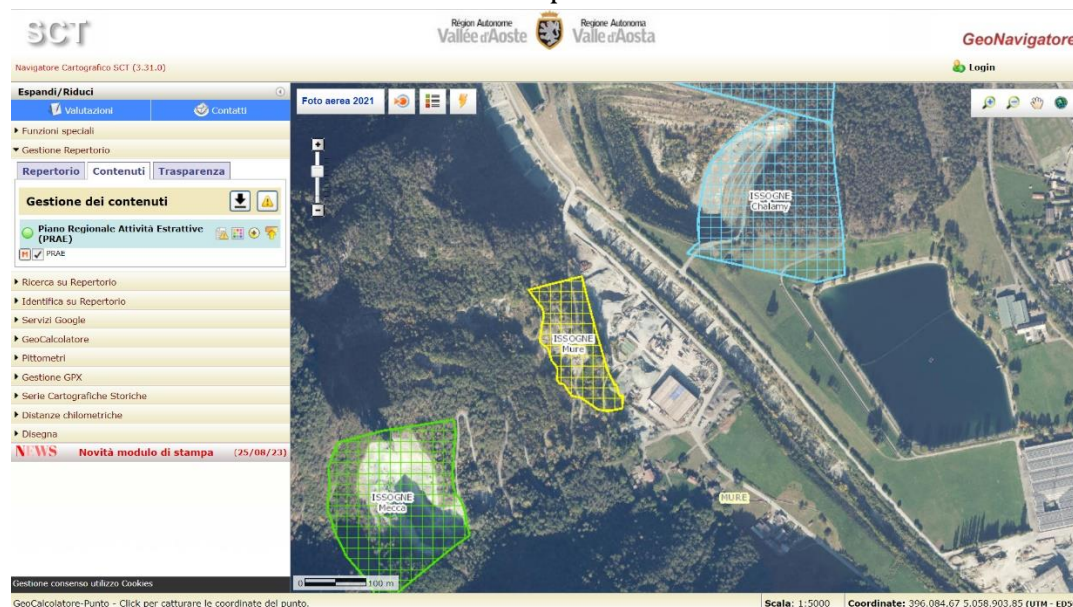 SCT
Région Autonome
Vallée d'Aoste
Regione Autonoma
Valle d'Aosta
GeoNavigatore
Navigatore Cartografico SCT (3.31.0)
Login
Espandi/Riduci
Valutazioni
Contatti
Funzioni speciali
Gestione Repertorio
Repertorio Contenuti Trasparenza
Gestione dei contenuti
Piano Regionale Attività Estrattive
(PRAE)
PRAE
Ricerca su Repertorio
Identifica su Repertorio
Servizi Google
GeoCalcolatore
Pittometri
Gestione GPX
Serie Cartografiche Storiche
Distanze chilometriche
Disegna
NEWS Novità modulo di stampa (25/08/23)
Gestione consenso utilizzo Cookies
Foto aerea 2021
ISSOGNE
Chalamy
ISSOGNE
Mure
ISSOGNE
Mecca
MURE
0 100 m
GeoCalcolatore-Punto - Click per catturare le coordinate del punto.
Scala: 1:5000 Coordinate: 396.084,67 5.058.903,85 (UTM - ED50